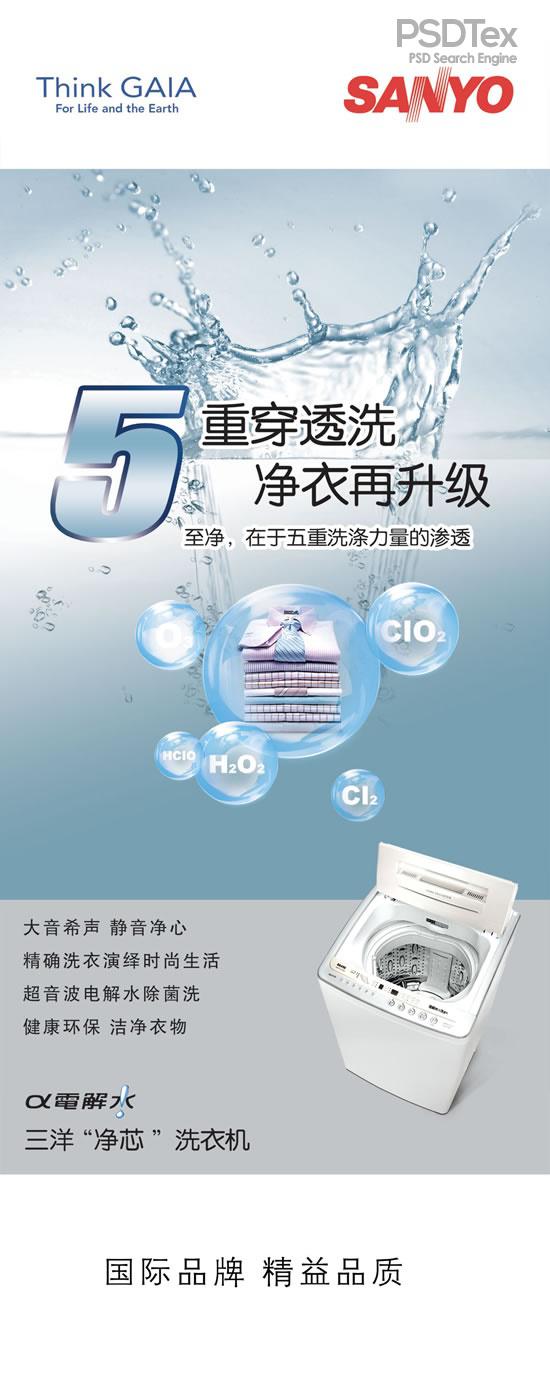 PSDTex
PSD Search Engine
Think GAIA
For Life and the Earth
SANYO
5重穿透洗
净衣再升级
至净，在于五重洗涤力量的渗透
O3
ClO2
HClO
H2O2
Cl2
大音希声 静音净心
精确洗衣演绎时尚生活
超音波电解水除菌洗
健康环保 洁净衣物
α電解水
三洋“净芯”洗衣机
国际品牌 精益品质